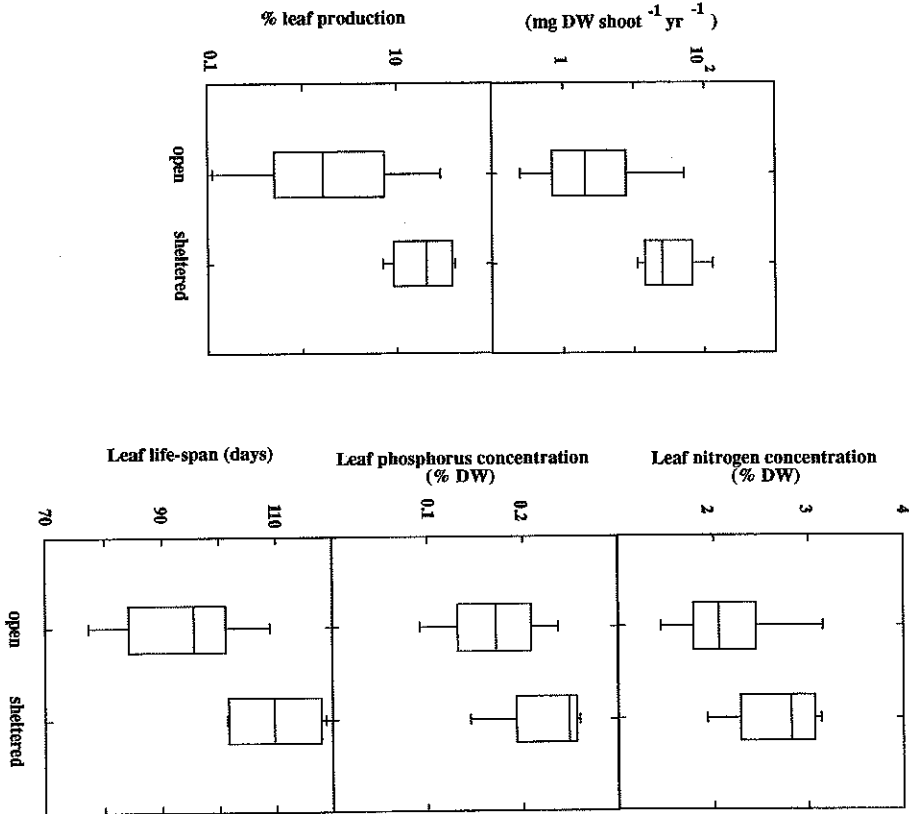 % leaf production
(mg DW shoot ⁻¹ yr ⁻¹)
0.1
10
1
10²
open
sheltered
Leaf life-span (days)
Leaf phosphorus concentration
(% DW)
Leaf nitrogen concentration
(% DW)
70
90
110
0.1
0.2
2
3
4
open
sheltered